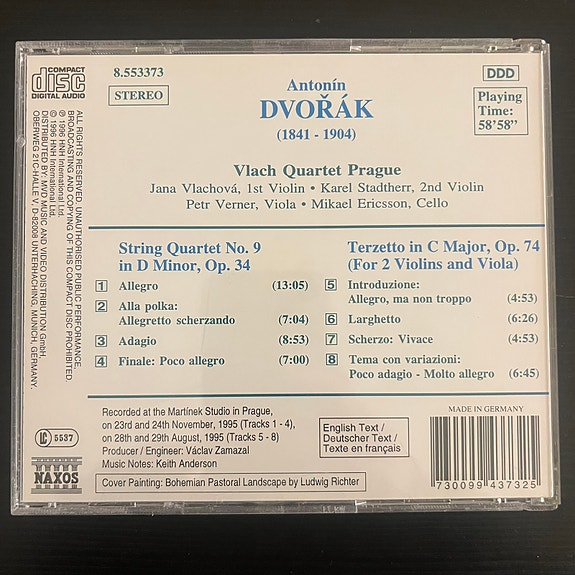 COMPACT
disc
DIGITAL AUDIO
8.553373
STEREO
DDD
Playing
Time:
58'58"
Antonín
DVOŘÁK
(1841 - 1904)
Vlach Quartet Prague
Jana Vlachová, 1st Violin • Karel Stadtherr, 2nd Violin
Petr Verner, Viola • Mikael Ericsson, Cello
String Quartet No. 9
in D Minor, Op. 34
1 Allegro (13:05)
2 Alla polka:
Allegretto scherzando (7:04)
3 Adagio (8:53)
4 Finale: Poco allegro (7:00)
Terzetto in C Major, Op. 74
(For 2 Violins and Viola)
5 Introduzione:
Allegro, ma non troppo (4:53)
6 Larghetto (6:26)
7 Scherzo: Vivace (4:53)
8 Tema con variazioni:
Poco adagio - Molto allegro (6:45)
Recorded at the Martínek Studio in Prague,
on 23rd and 24th November, 1995 (Tracks 1 - 4),
on 28th and 29th August, 1995 (Tracks 5 - 8)
Producer / Engineer: Václav Zamazal
Music Notes: Keith Anderson
Cover Painting: Bohemian Pastoral Landscape by Ludwig Richter
English Text /
Deutscher Text /
Texte en français
MADE IN GERMANY
730099 437325
ALL RIGHTS RESERVED. UNAUTHORISED PUBLIC PERFORMANCE,
BROADCASTING AND COPYING OF THIS COMPACT DISC PROHIBITED.
℗ 1996 HNH International Ltd.
© 1996 HNH International Ltd.
DISTRIBUTED BY: MVD MUSIC AND VIDEO DISTRIBUTION GmbH,
OBERWEG 21C-HALLE V, D-82008 UNTERHACHING, MUNICH, GERMANY.
LC 5537
NAXOS